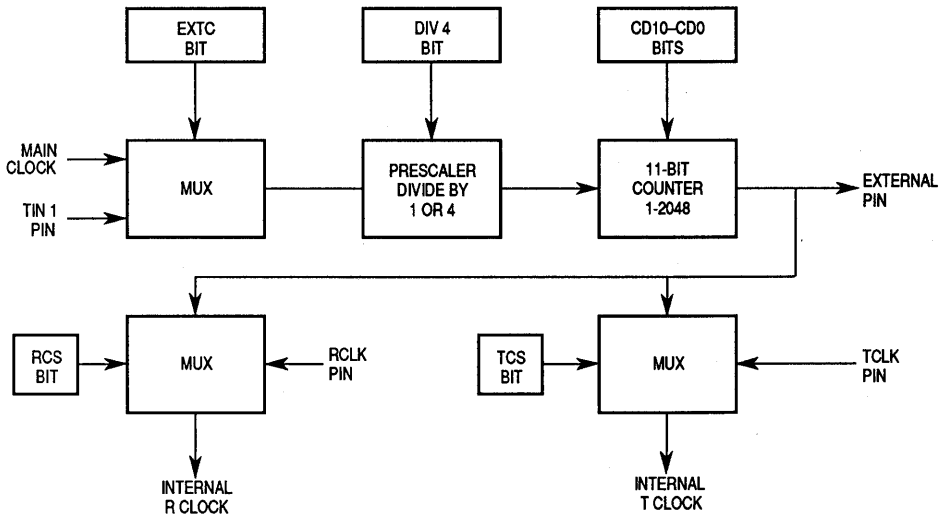 EXTC
BIT
DIV 4
BIT
CD10–CD0
BITS
MAIN
CLOCK
TIN 1
PIN
MUX
PRESCALER
DIVIDE BY
1 OR 4
11-BIT
COUNTER
1-2048
EXTERNAL
PIN
RCS
BIT
MUX
RCLK
PIN
TCS
BIT
MUX
TCLK
PIN
INTERNAL
R CLOCK
INTERNAL
T CLOCK